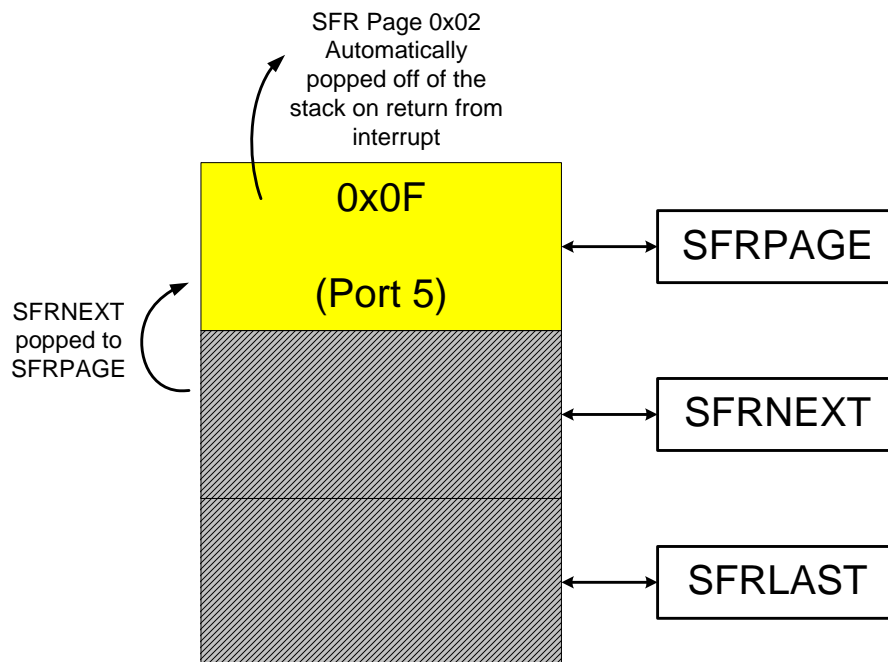 SFR Page 0x02
Automatically
popped off of the
stack on return from
interrupt
0x0F
(Port 5)
SFRPAGE
SFRNEXT
popped to
SFRPAGE
SFRNEXT
SFRLAST